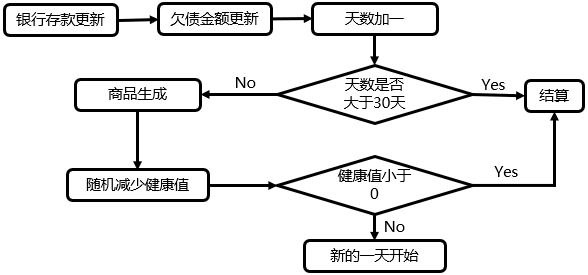 银行存款更新
欠债金额更新
天数加一
天数是否
大于30天
No
Yes
商品生成
结算
随机减少健康值
健康值小于
0
Yes
No
新的一天开始